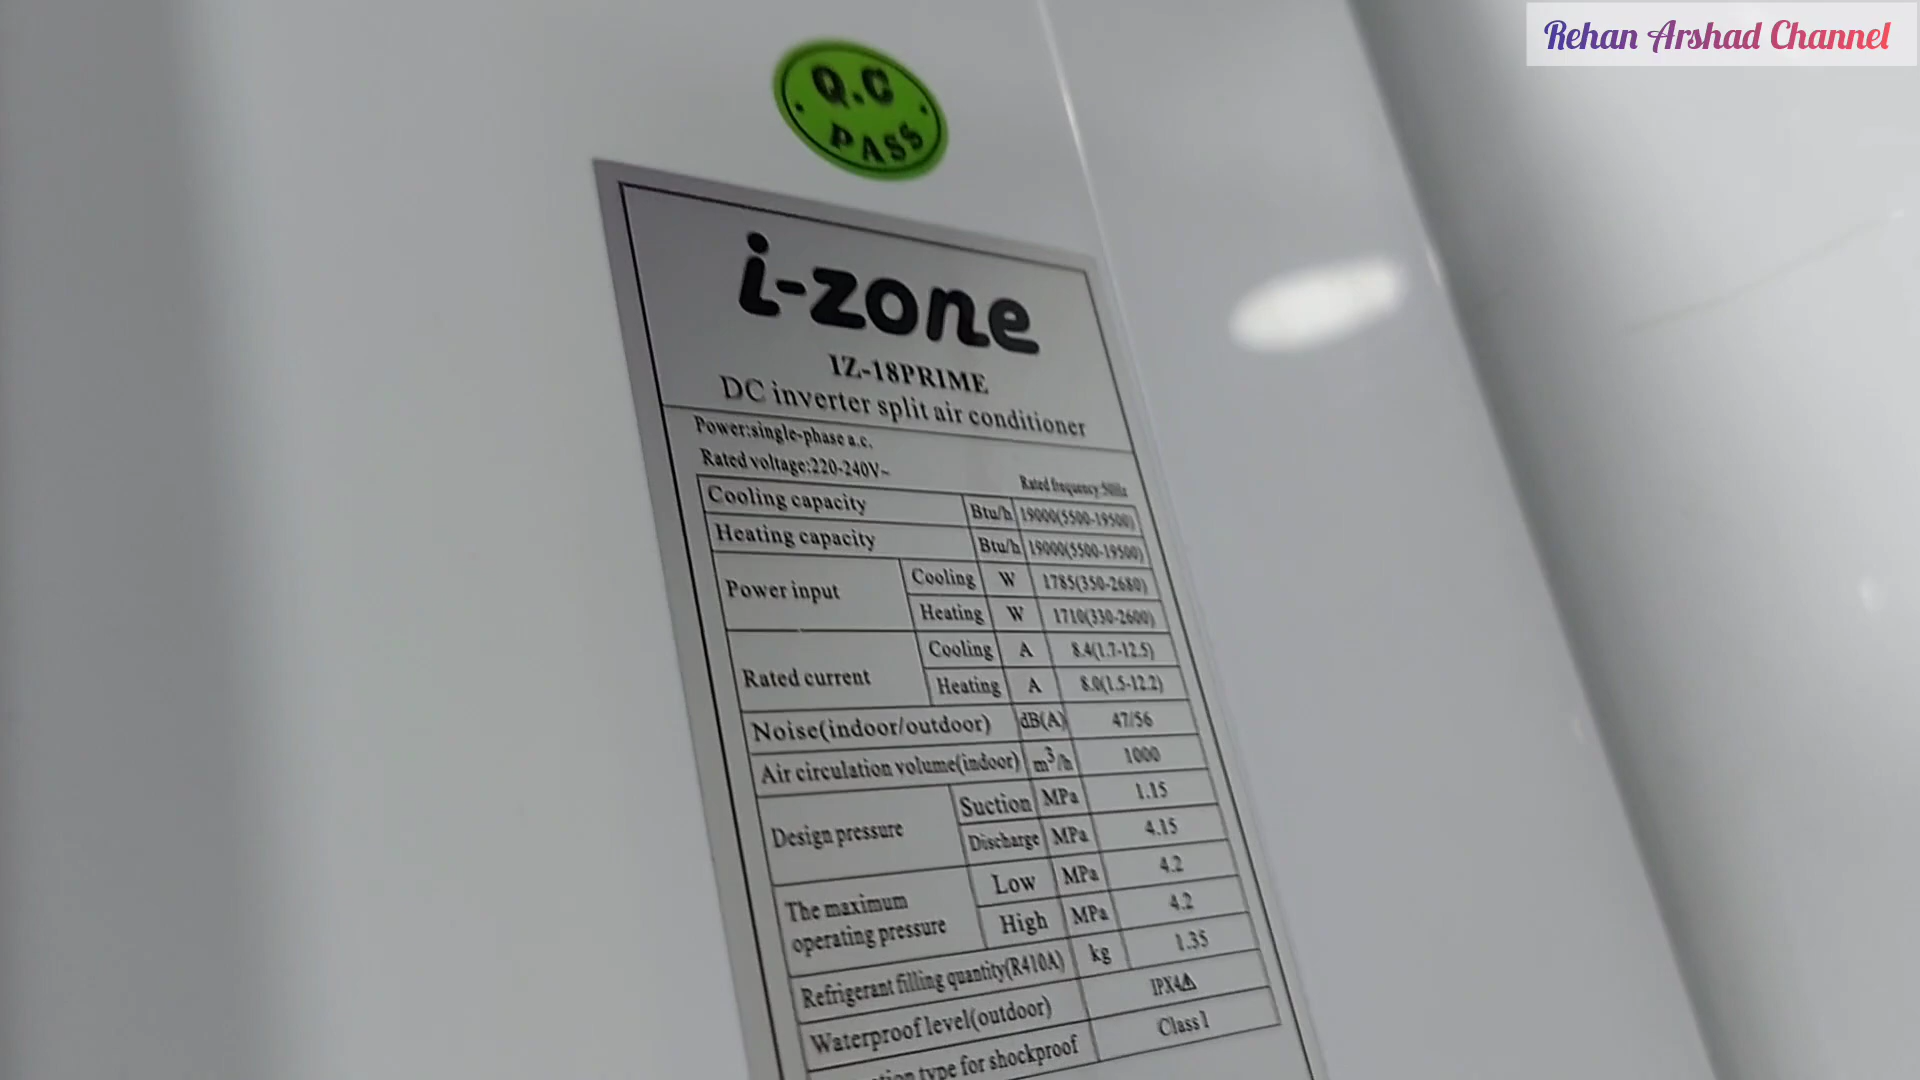 Rehan Arshad Channel
Q.C
PASS
i-zone
IZ-18PRIME
DC inverter split air conditioner
Power:single-phase a.c.
Rated voltage:220-240V~ Rated frequency:50Hz
Cooling capacity Btu/h 19000(5500-19500)
Heating capacity Btu/h 19000(5500-19500)
Power input Cooling W 1785(350-2680)
Heating W 1710(330-2600)
Rated current Cooling A 8.4(1.7-12.5)
Heating A 8.0(1.5-12.2)
Noise(indoor/outdoor) dB(A) 47/56
Air circulation volume(indoor) m³/h 1000
Design pressure Suction MPa 1.15
Discharge MPa 4.15
The maximum operating pressure Low MPa 4.2
High MPa 4.2
Refrigerant filling quantity(R410A) kg 1.35
Waterproof level(outdoor) IPX4
type for shockproof Class I